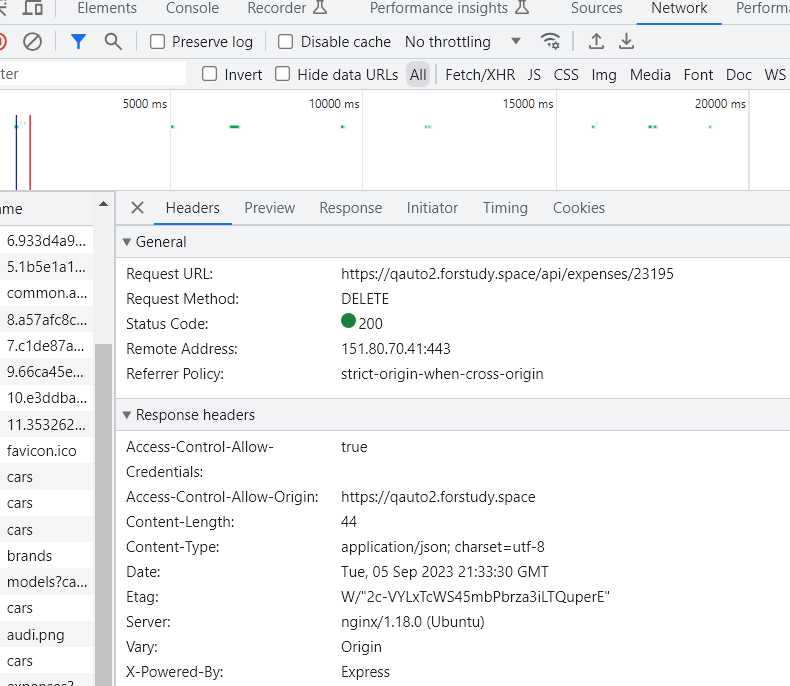 Elements Console Recorder Performance insights Sources Network Perform
Preserve log Disable cache No throttling
ter Invert Hide data URLs All Fetch/XHR JS CSS Img Media Font Doc WS
5000 ms 10000 ms 15000 ms 20000 ms
me
6.933d4a9...
5.1b5e1a1...
common.a...
8.a57afc8c...
7.c1de87a...
9.66ca45e...
10.e3ddba...
11.353262...
favicon.ico
cars
cars
cars
brands
models?ca...
cars
audi.png
cars
expenses?
Headers Preview Response Initiator Timing Cookies
General
Request URL: https://qauto2.forstudy.space/api/expenses/23195
Request Method: DELETE
Status Code: 200
Remote Address: 151.80.70.41:443
Referrer Policy: strict-origin-when-cross-origin
Response headers
Access-Control-Allow- true
Credentials:
Access-Control-Allow-Origin: https://qauto2.forstudy.space
Content-Length: 44
Content-Type: application/json; charset=utf-8
Date: Tue, 05 Sep 2023 21:33:30 GMT
Etag: W/"2c-VYLxTcWS45mbPbrza3iLTQuperE"
Server: nginx/1.18.0 (Ubuntu)
Vary: Origin
X-Powered-By: Express